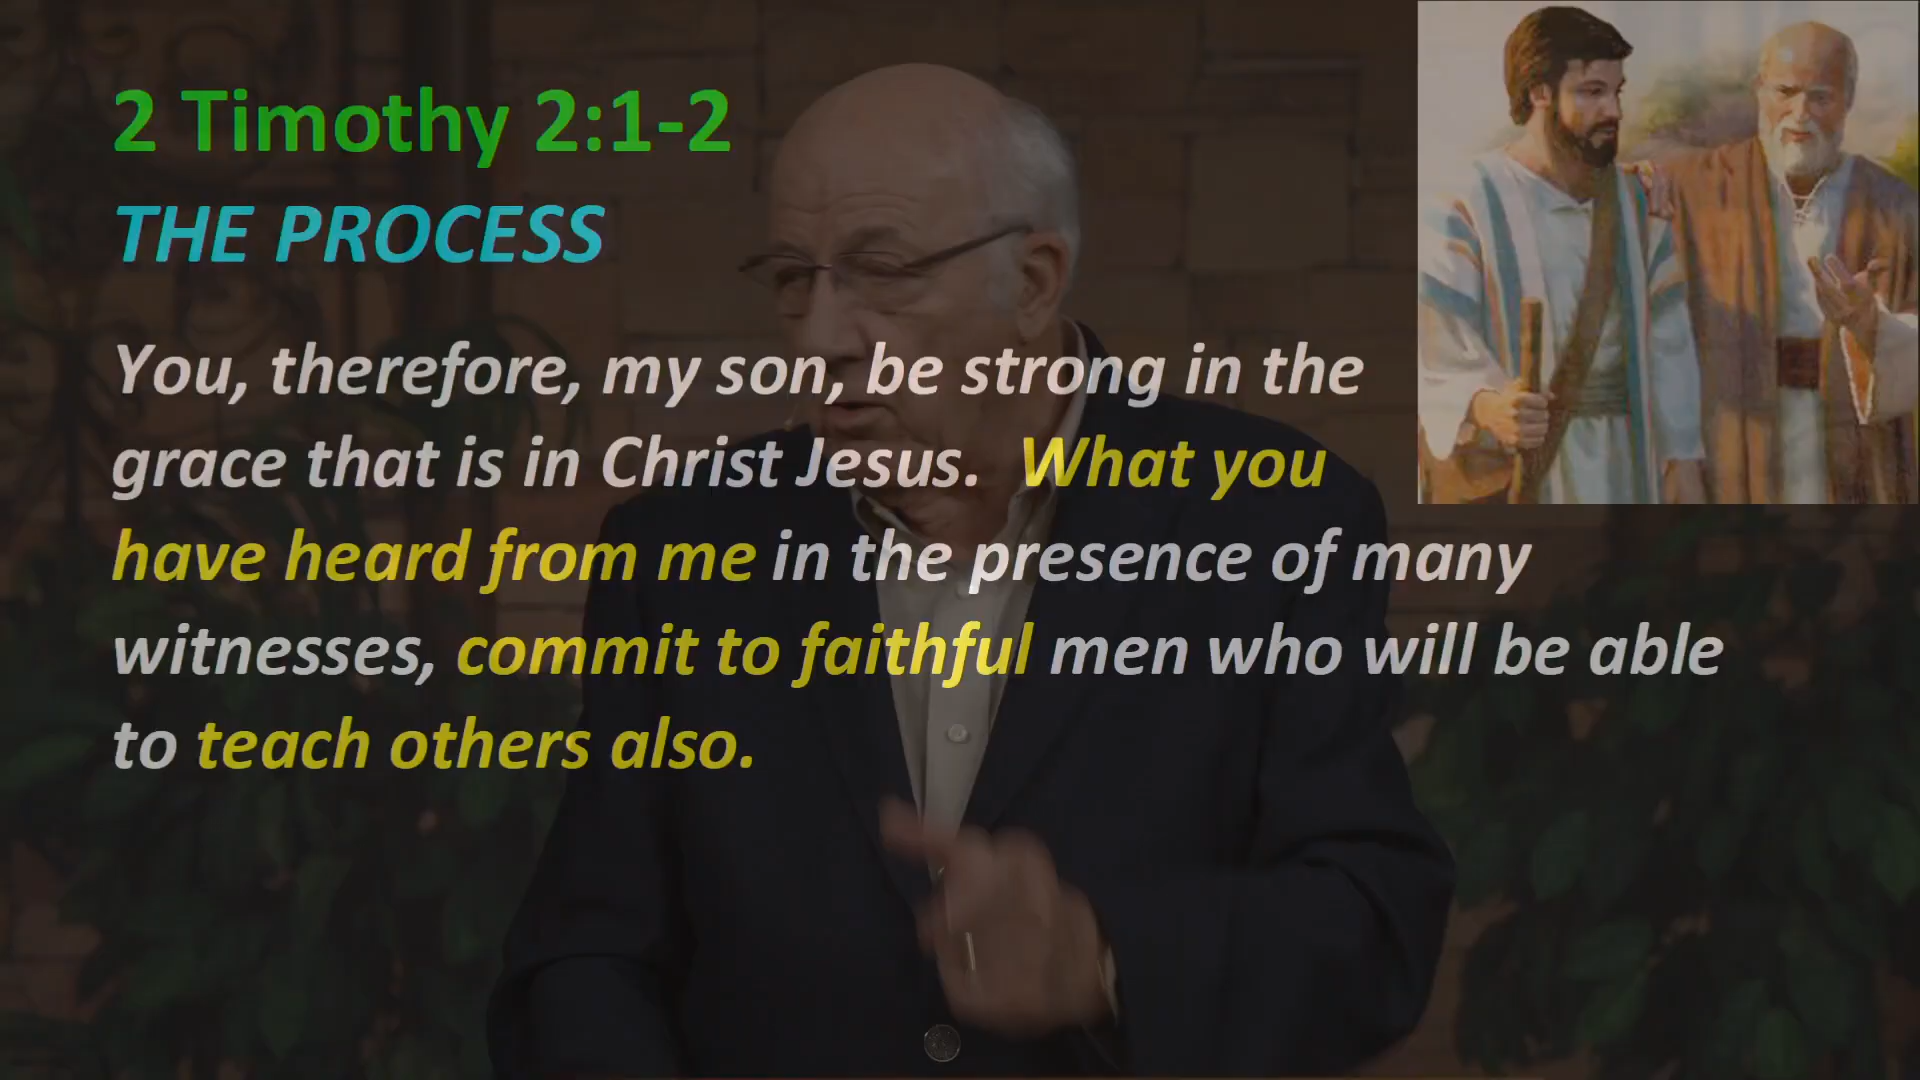 2 Timothy 2:1-2
THE PROCESS
You, therefore, my son, be strong in the
grace that is in Christ Jesus. What you
have heard from me in the presence of many
witnesses, commit to faithful men who will be able
to teach others also.